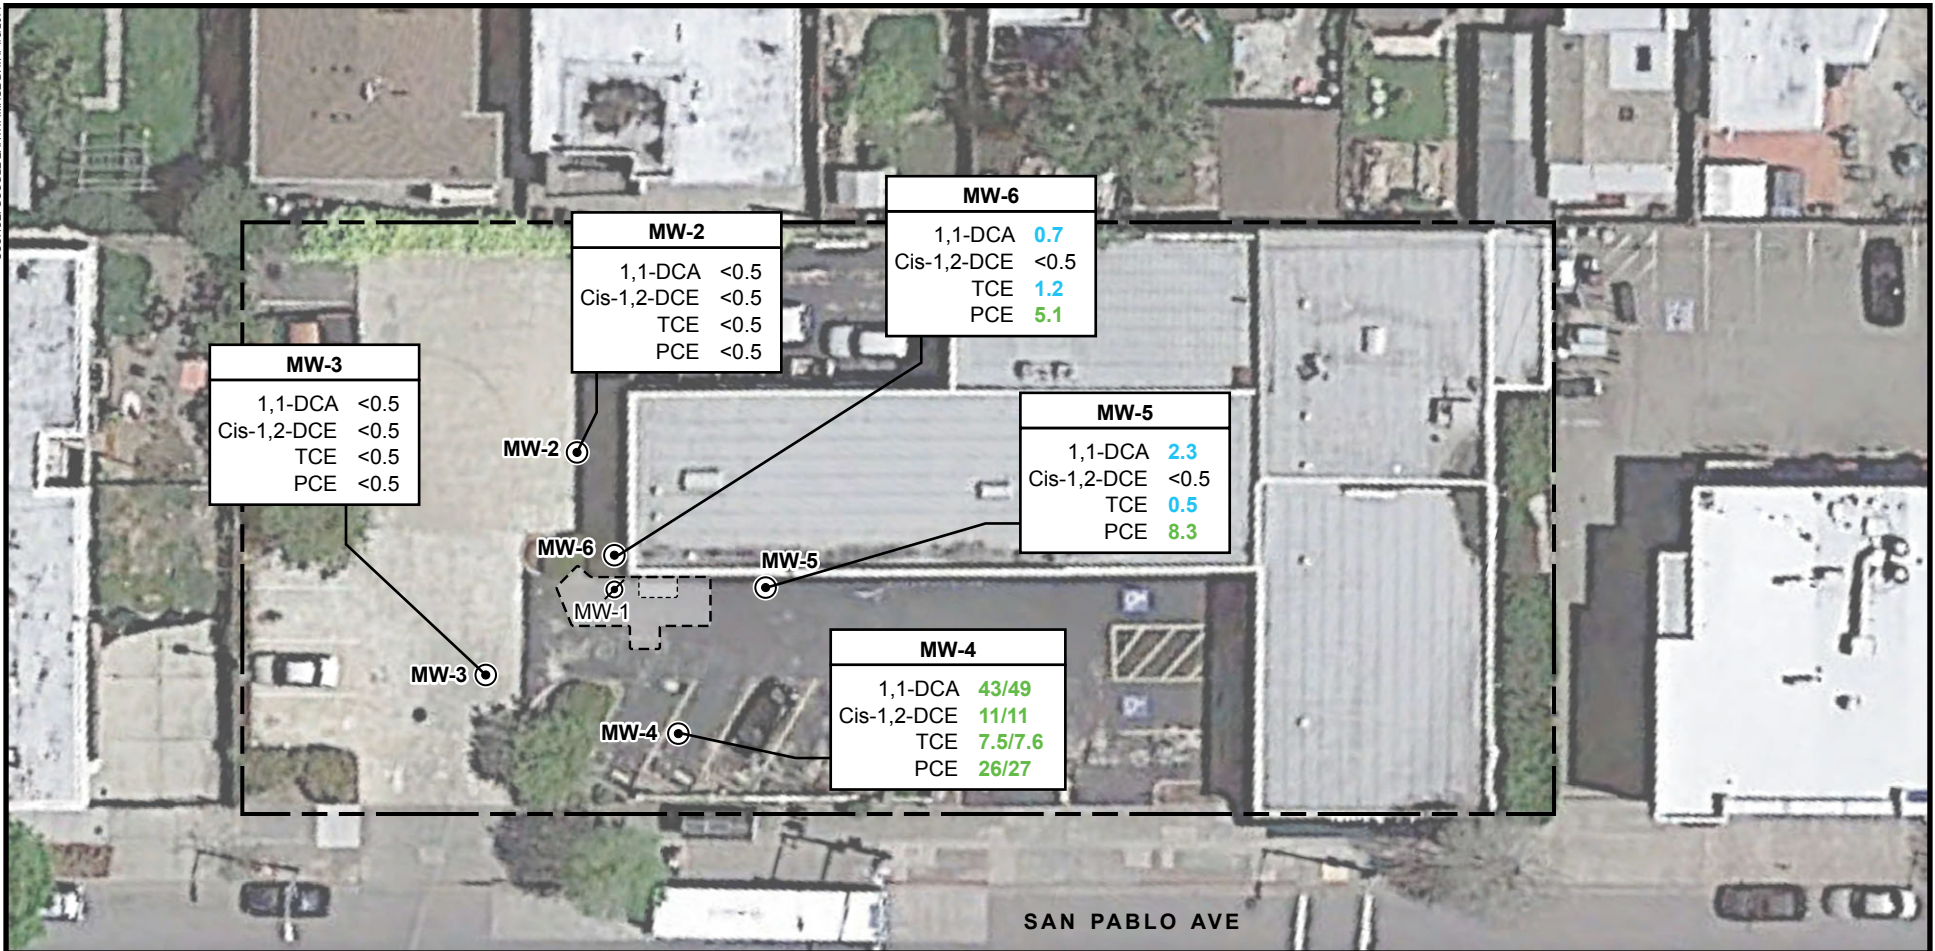 MW-6
1,1-DCA 0.7
Cis-1,2-DCE <0.5
TCE 1.2
PCE 5.1
MW-2
1,1-DCA <0.5
Cis-1,2-DCE <0.5
TCE <0.5
PCE <0.5
MW-3
1,1-DCA <0.5
Cis-1,2-DCE <0.5
TCE <0.5
PCE <0.5
MW-5
1,1-DCA 2.3
Cis-1,2-DCE <0.5
TCE 0.5
PCE 8.3
MW-2
MW-6
MW-5
MW-1
MW-3
MW-4
MW-4
1,1-DCA 43/49
Cis-1,2-DCE 11/11
TCE 7.5/7.6
PCE 26/27
SAN PABLO AVE